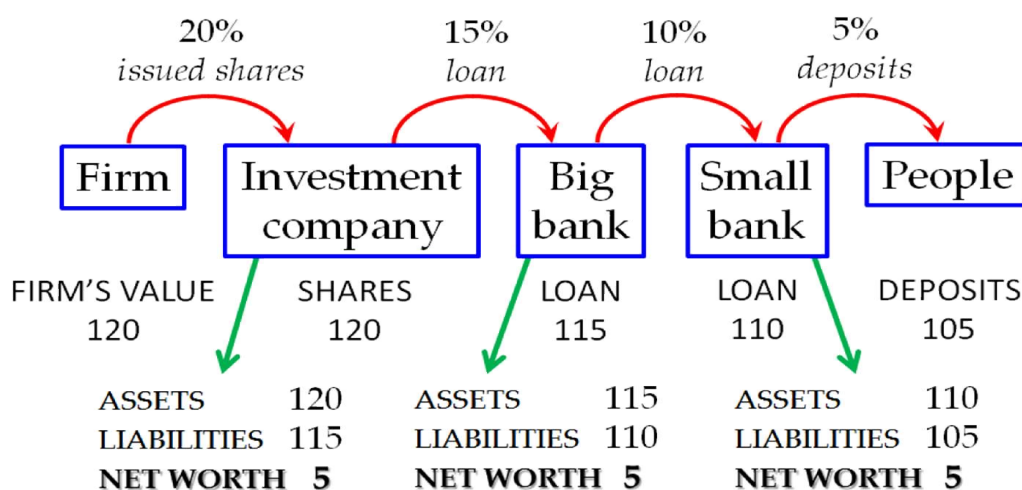 20% 15% 10% 5%
issued shares loan loan deposits
Firm Investment company Big bank Small bank People
FIRM'S VALUE SHARES LOAN LOAN DEPOSITS
120 120 115 110 105
ASSETS 120 ASSETS 115 ASSETS 110
LIABILITIES 115 LIABILITIES 110 LIABILITIES 105
NET WORTH 5 NET WORTH 5 NET WORTH 5